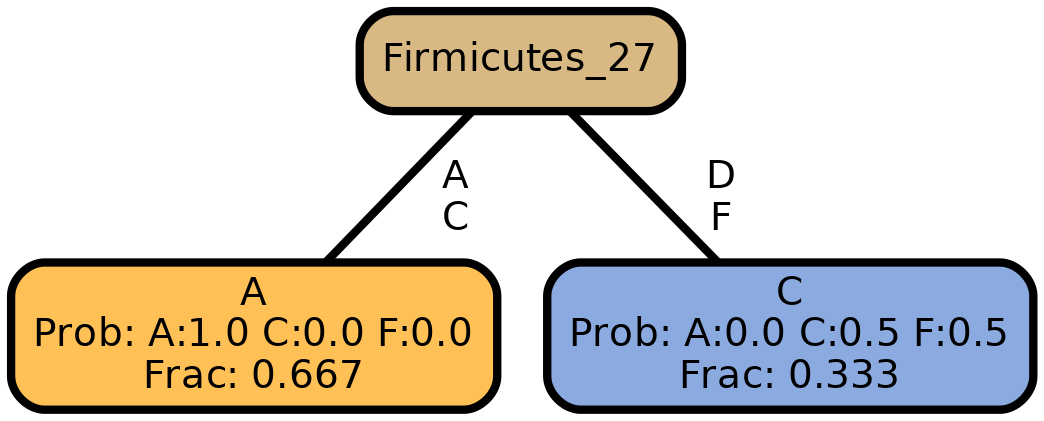 Firmicutes_27
A
C
D
F
A
Prob: A:1.0 C:0.0 F:0.0
Frac: 0.667
C
Prob: A:0.0 C:0.5 F:0.5
Frac: 0.333